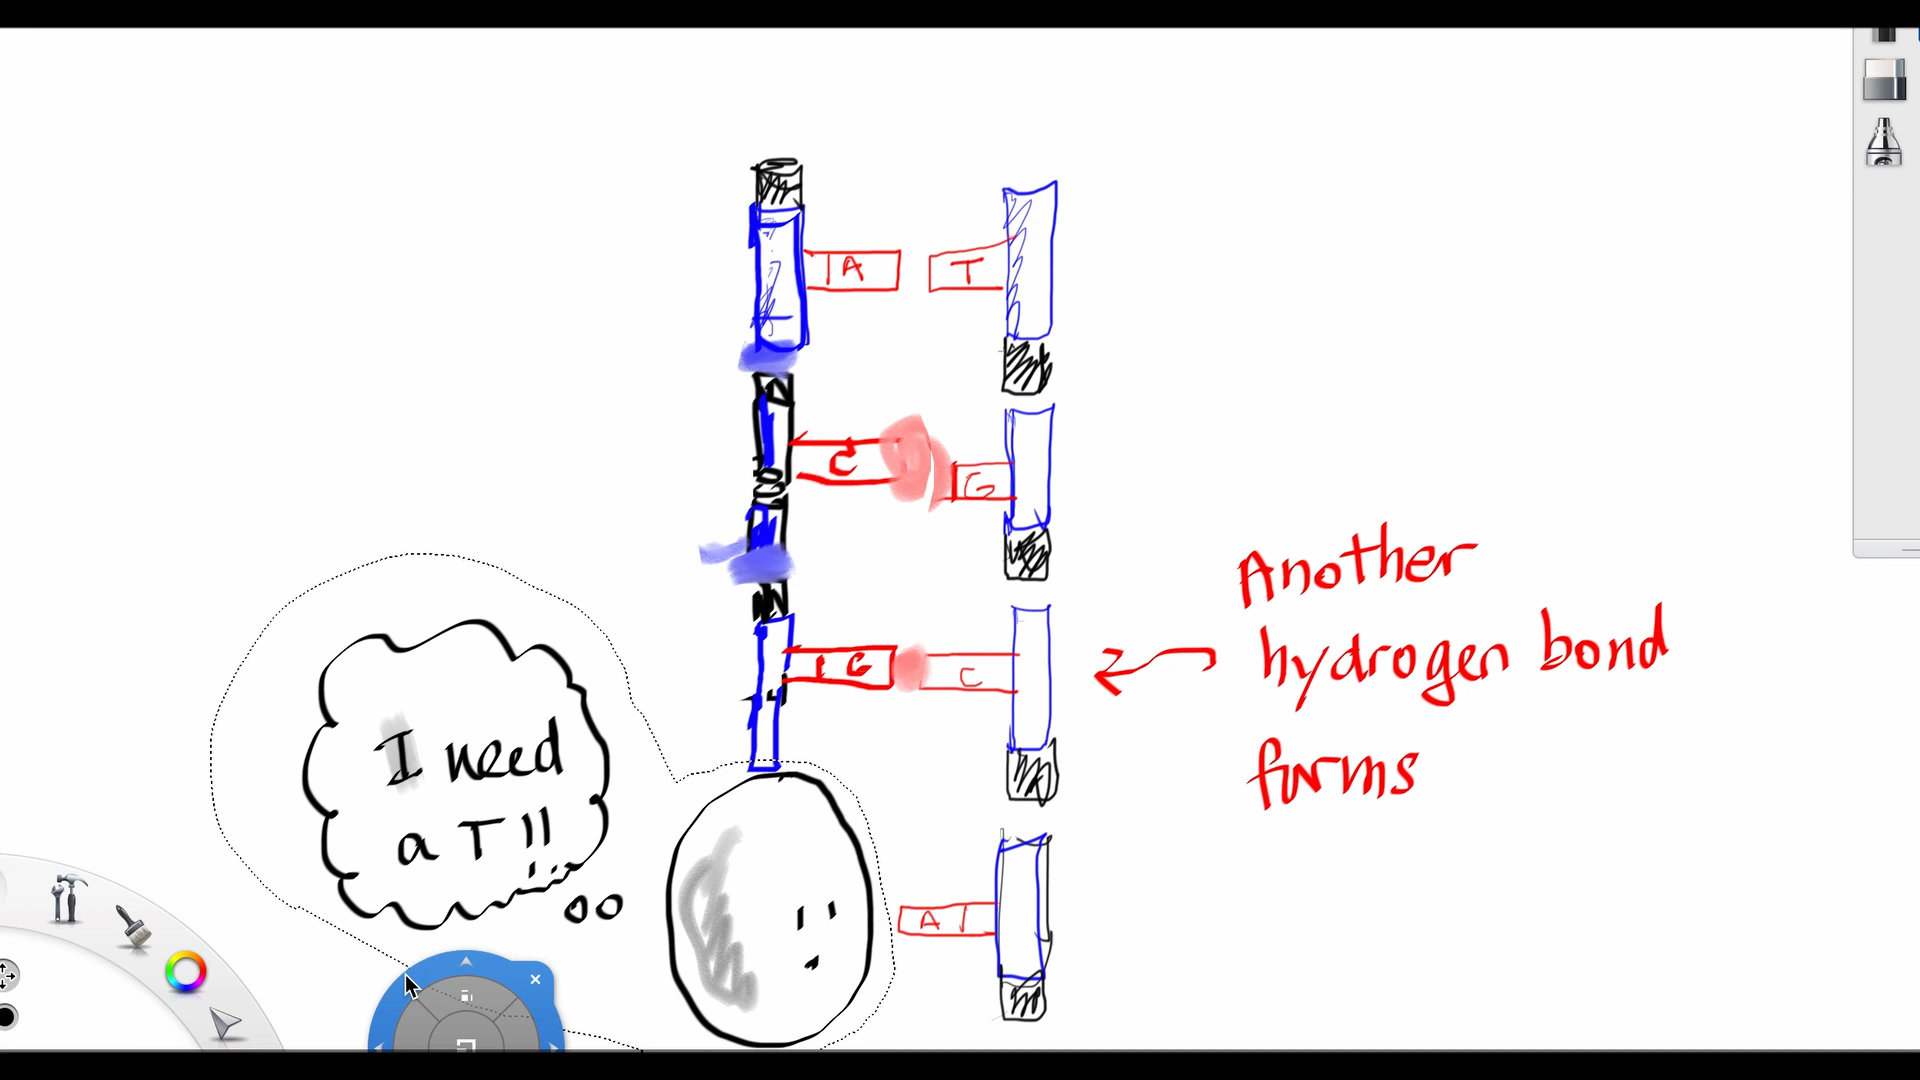 A T
C G
Another
hydrogen bond
G C
forms
I need
a T!!
A